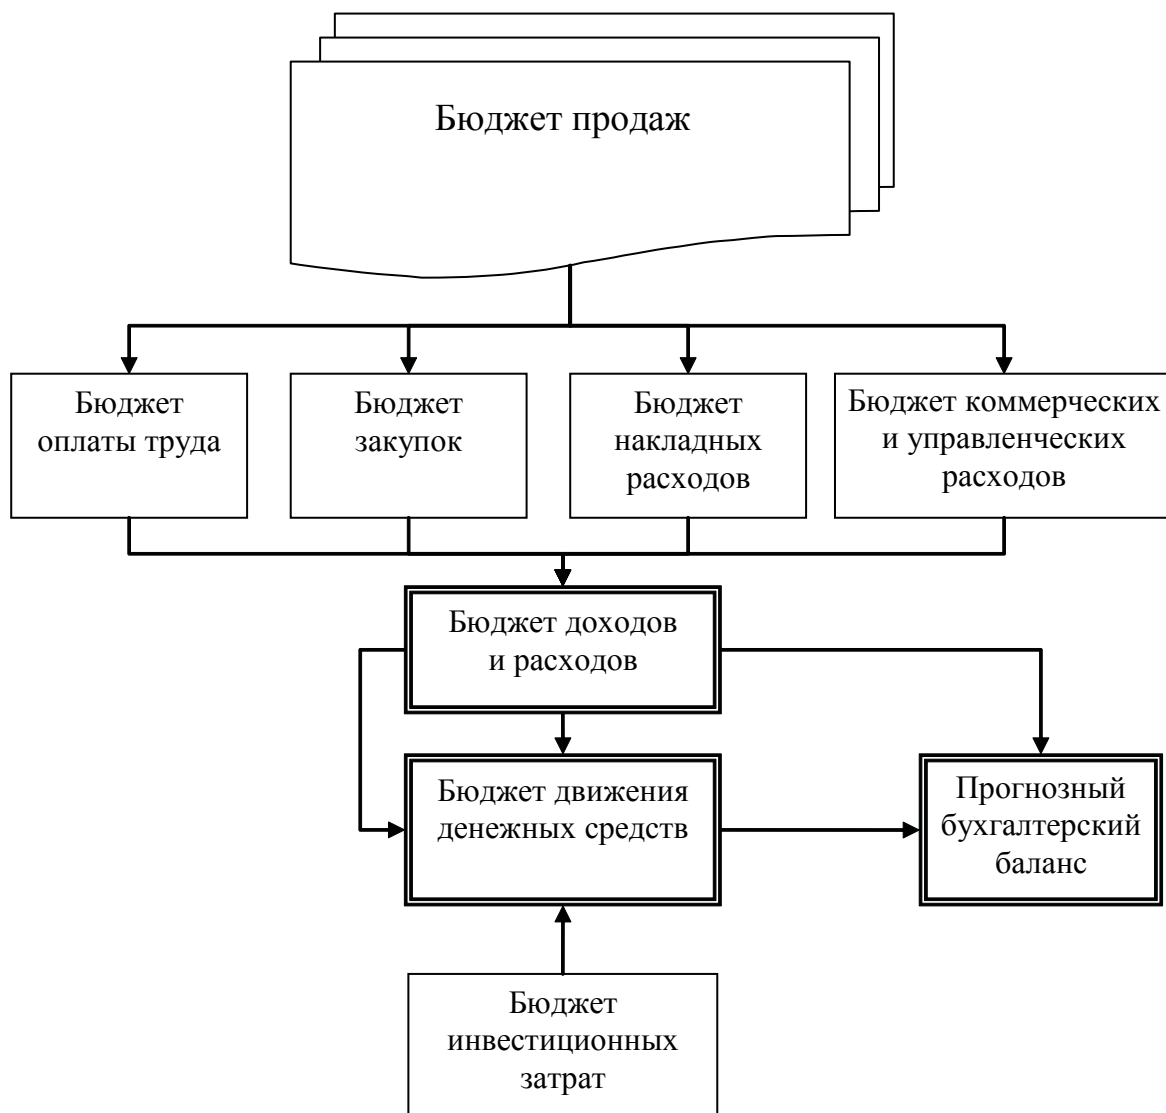 Бюджет продаж
Бюджет
оплаты труда
Бюджет
закупок
Бюджет
накладных
расходов
Бюджет коммерческих
и управленческих
расходов
Бюджет доходов
и расходов
Бюджет движения
денежных средств
Прогнозный
бухгалтерский
баланс
Бюджет
инвестиционных
затрат